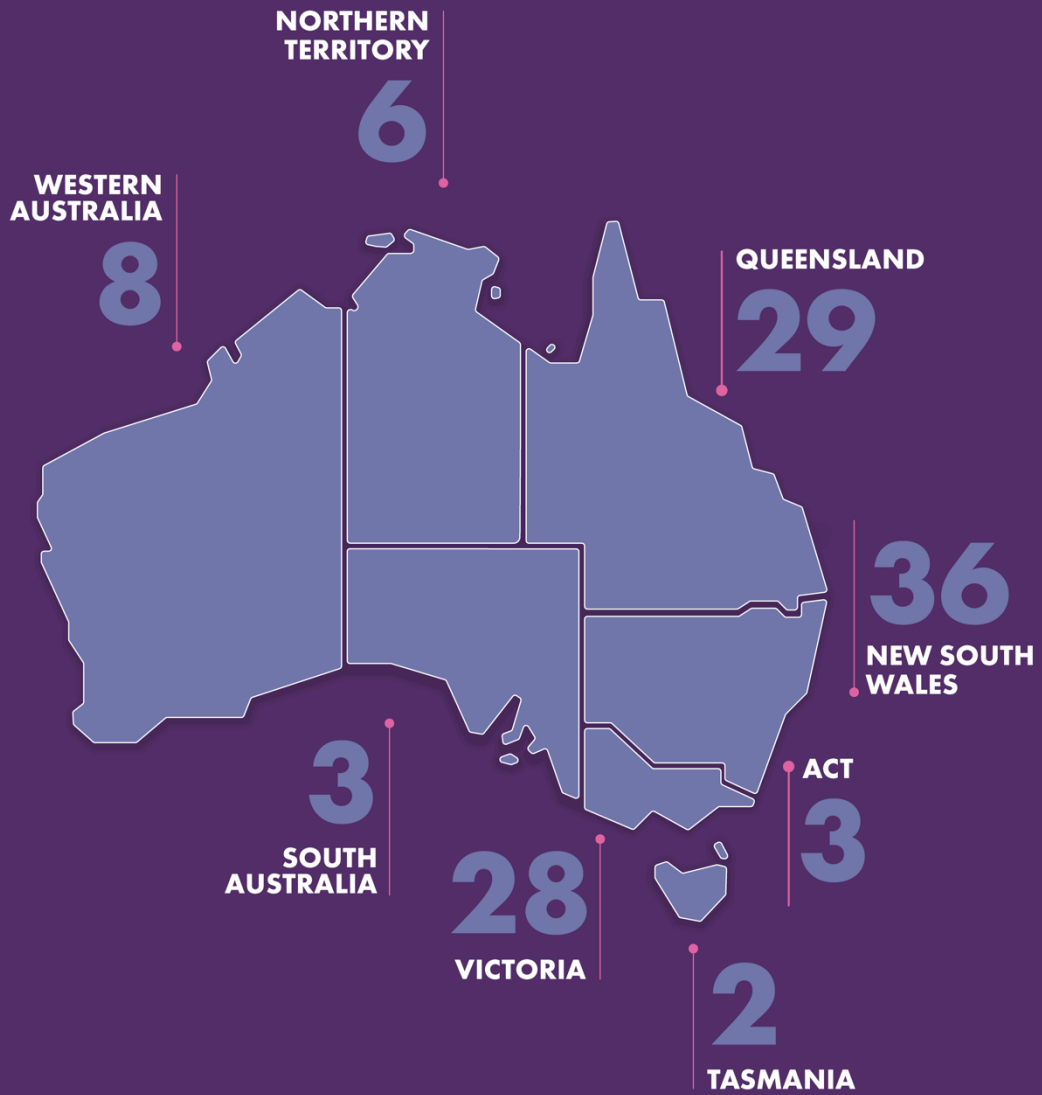 NORTHERN
TERRITORY
6
WESTERN
AUSTRALIA
8
QUEENSLAND
29
36
NEW SOUTH
WALES
ACT
3
3
SOUTH
AUSTRALIA
28
VICTORIA
2
TASMANIA